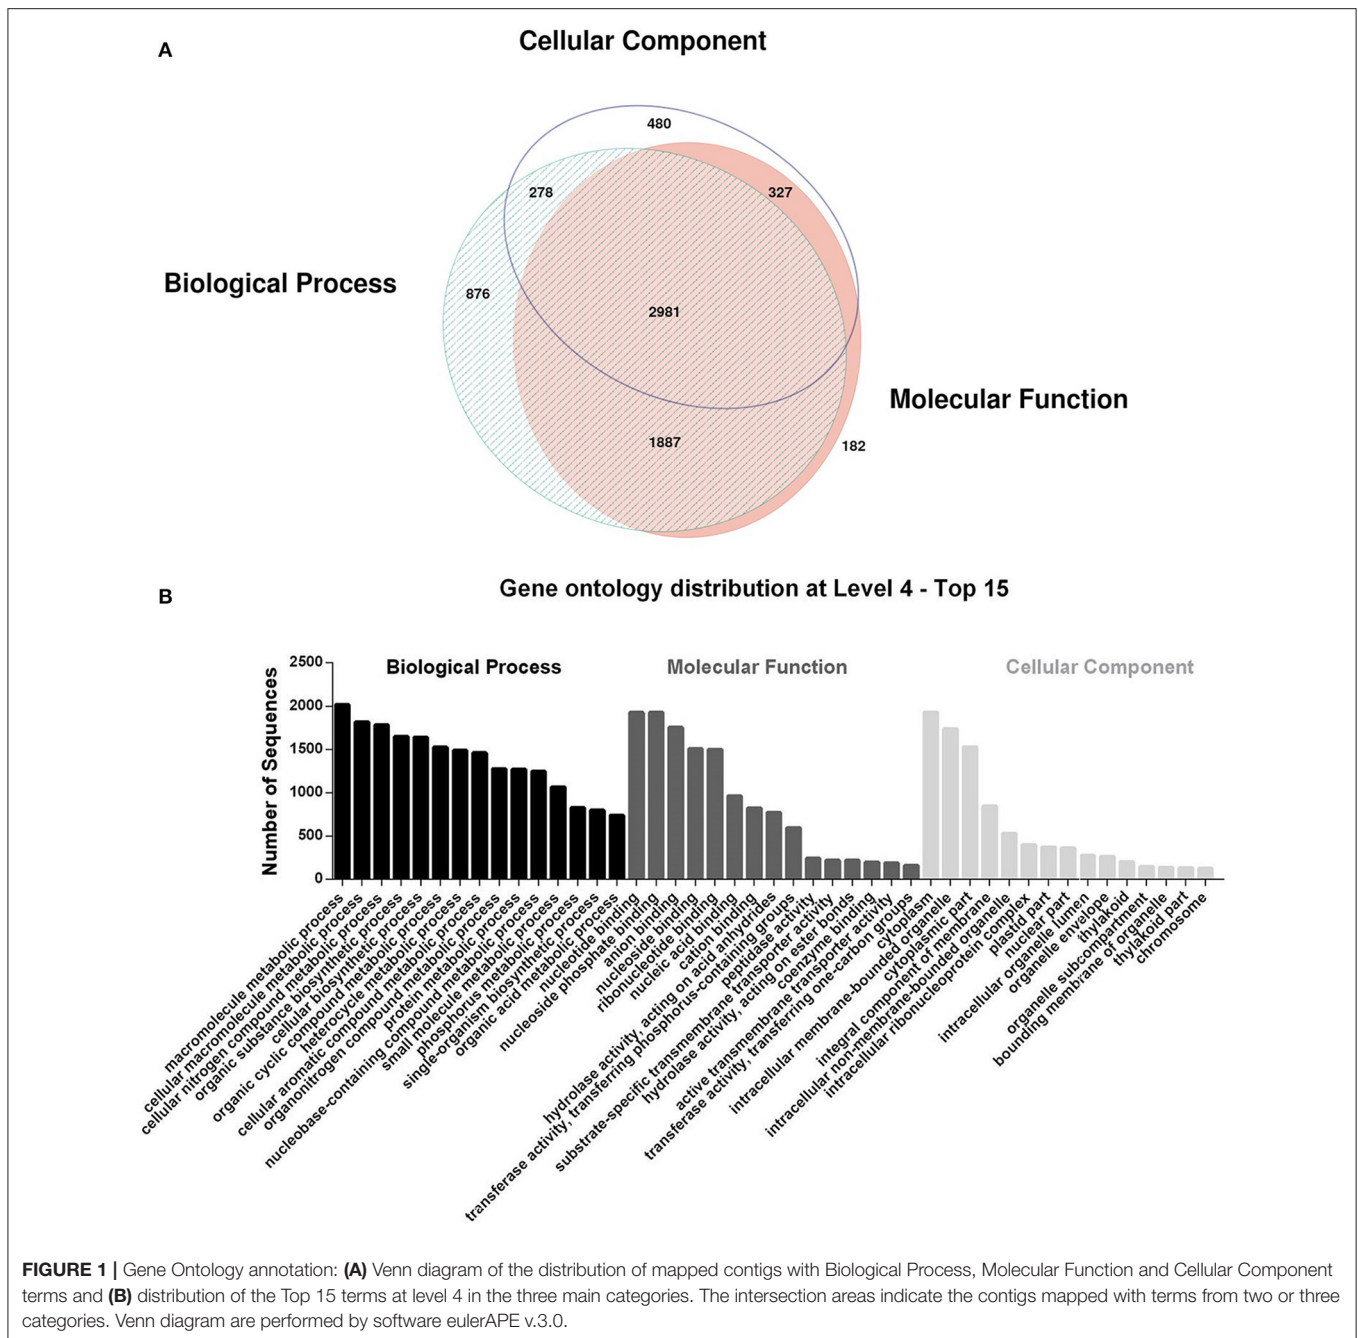 A
Cellular Component
480
278
327
Biological Process
876
2981
Molecular Function
1887
182
B
Gene ontology distribution at Level 4 - Top 15
Biological Process
Molecular Function
Cellular Component
Number of Sequences
2500
2000
1500
1000
500
0
macromolecule metabolic process
cellular macromolecule metabolic process
cellular nitrogen compound metabolic process
organic substance biosynthetic process
cellular biosynthetic process
organic cyclic compound metabolic process
heterocycle metabolic process
cellular aromatic compound metabolic process
organonitrogen compound metabolic process
protein metabolic process
nucleobase-containing compound metabolic process
small molecule metabolic process
phosphorus metabolic process
single-organism biosynthetic process
organic acid metabolic process
nucleotide binding
nucleoside phosphate binding
anion binding
nucleoside binding
ribonucleotide binding
nucleic acid binding
cation binding
hydrolase activity, acting on acid anhydrides
transferase activity, transferring phosphorus-containing groups
peptidase activity
substrate-specific transmembrane transporter activity
hydrolase activity, acting on ester bonds
coenzyme binding
active transmembrane transporter activity
transferase activity, transferring one-carbon groups
cytoplasm
intracellular membrane-bounded organelle
cytoplasmic part
integral component of membrane
intracellular non-membrane-bounded organelle
intracellular ribonucleoprotein complex
plastid part
nuclear part
intracellular organelle lumen
organelle envelope
thylakoid
organelle subcompartment
bounding membrane of organelle
thylakoid part
chromosome
FIGURE 1 | Gene Ontology annotation: (A) Venn diagram of the distribution of mapped contigs with Biological Process, Molecular Function and Cellular Component
terms and (B) distribution of the Top 15 terms at level 4 in the three main categories. The intersection areas indicate the contigs mapped with terms from two or three
categories. Venn diagram are performed by software eulerAPE v.3.0.